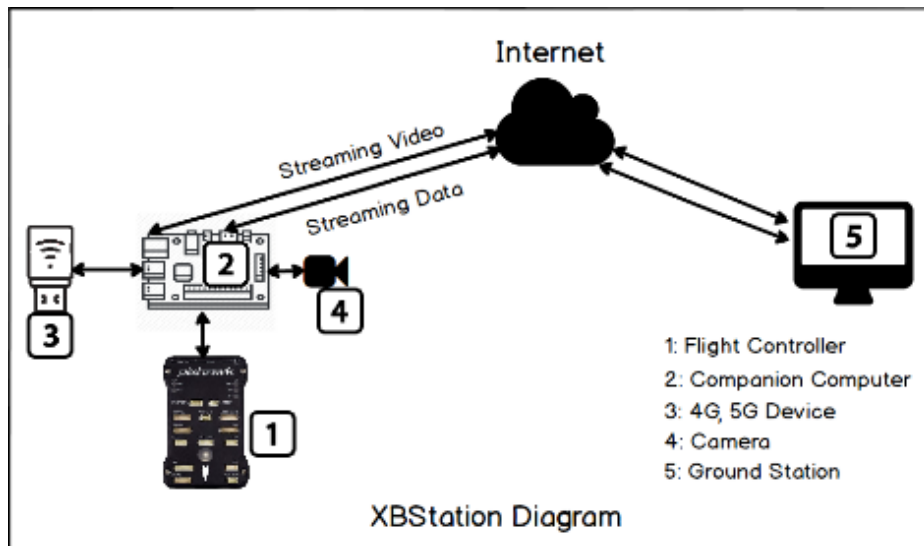 Internet
Streaming Video
Streaming Data
2
5
4
3
1
1: Flight Controller
2: Companion Computer
3: 4G, 5G Device
4: Camera
5: Ground Station
XBStation Diagram